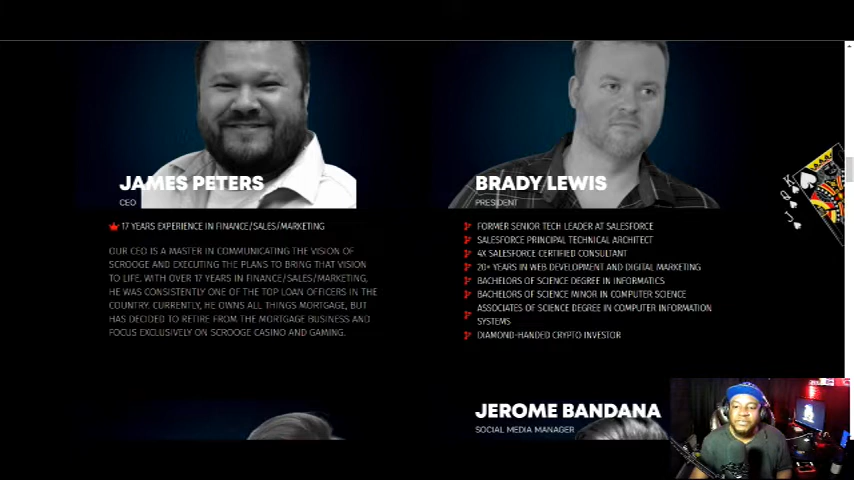 JAMES PETERS
CEO
17 YEARS EXPERIENCE IN FINANCE/SALES/MARKETING
OUR CEO IS A MASTER IN COMMUNICATING THE VISION OF
SCROOGE AND EXECUTING THE PLANS TO BRING THAT VISION
TO LIFE. WITH OVER 17 YEARS IN FINANCE/SALES/MARKETING,
HE WAS CONSISTENTLY ONE OF THE TOP LOAN OFFICERS IN THE
COUNTRY. CURRENTLY, HE OWNS ALL THINGS MORTGAGE, BUT
HAS DECIDED TO RETIRE FROM THE MORTGAGE BUSINESS AND
FOCUS EXCLUSIVELY ON SCROOGE CASINO AND GAMING.
BRADY LEWIS
PRESIDENT
FORMER SENIOR TECH LEADER AT SALESFORCE
SALESFORCE PRINCIPAL TECHNICAL ARCHITECT
4X SALESFORCE CERTIFIED CONSULTANT
20+ YEARS IN WEB DEVELOPMENT AND DIGITAL MARKETING
BACHELORS OF SCIENCE DEGREE IN INFORMATICS
BACHELORS OF SCIENCE MINOR IN COMPUTER SCIENCE
ASSOCIATES OF SCIENCE DEGREE IN COMPUTER INFORMATION
SYSTEMS
DIAMOND-HANDED CRYPTO INVESTOR
K
Q
J
JEROME BANDANA
SOCIAL MEDIA MANAGER